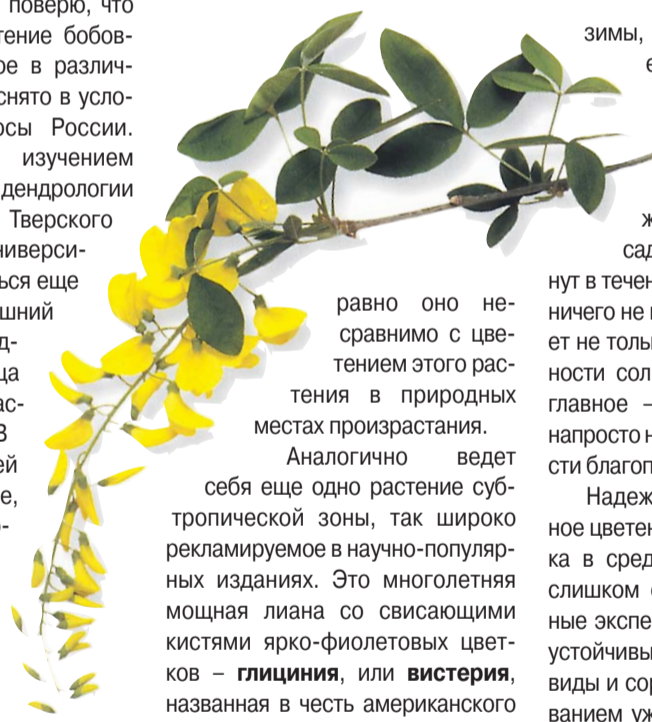 поверю, что
тение бобов-
ое в различ-
снято в усло-
осы России.
изучением
дендрологии
Тверского
ниверси-
ься еще
шний
д-
ца
ас-
В
ей
е,
равно оно не-
сравнимо с цве-
тением этого рас-
тения в природных
местах произрастания.
Аналогично ведет
себя еще одно растение суб-
тропической зоны, так широко
рекламируемое в научно-популяр-
ных изданиях. Это многолетняя
мощная лиана со свисающими
кистями ярко-фиолетовых цвет-
ков – глициния, или вистерия,
названная в честь американского
зимы,
е
ж
сад
нут в течен
ничего не
ет не толь
ности сол
главное –
напросто н
сти благоп
Надеж
ное цветен
ка в сред
слишком
ные экспе
устойчивы
виды и сор
ванием уж